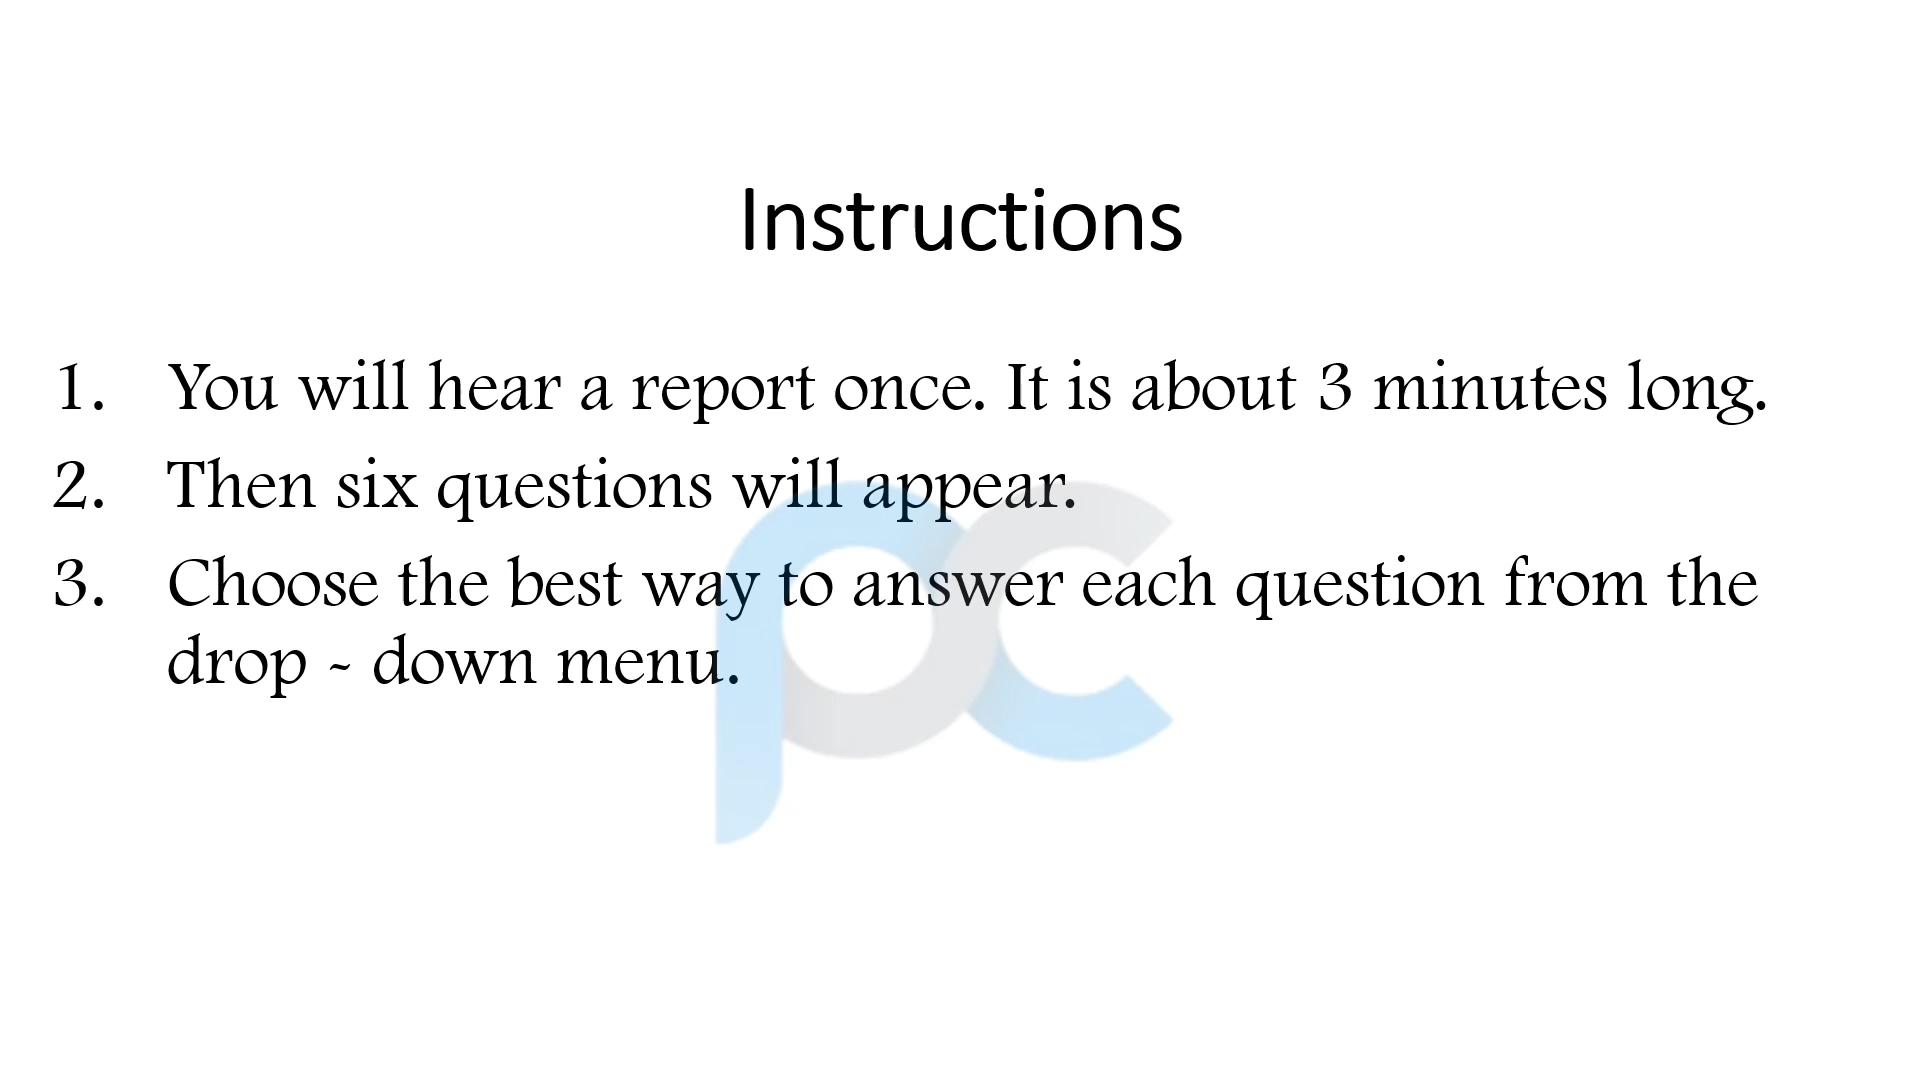 Instructions
1. You will hear a report once. It is about 3 minutes long.
2. Then six questions will appear.
3. Choose the best way to answer each question from the
drop - down menu.
pc